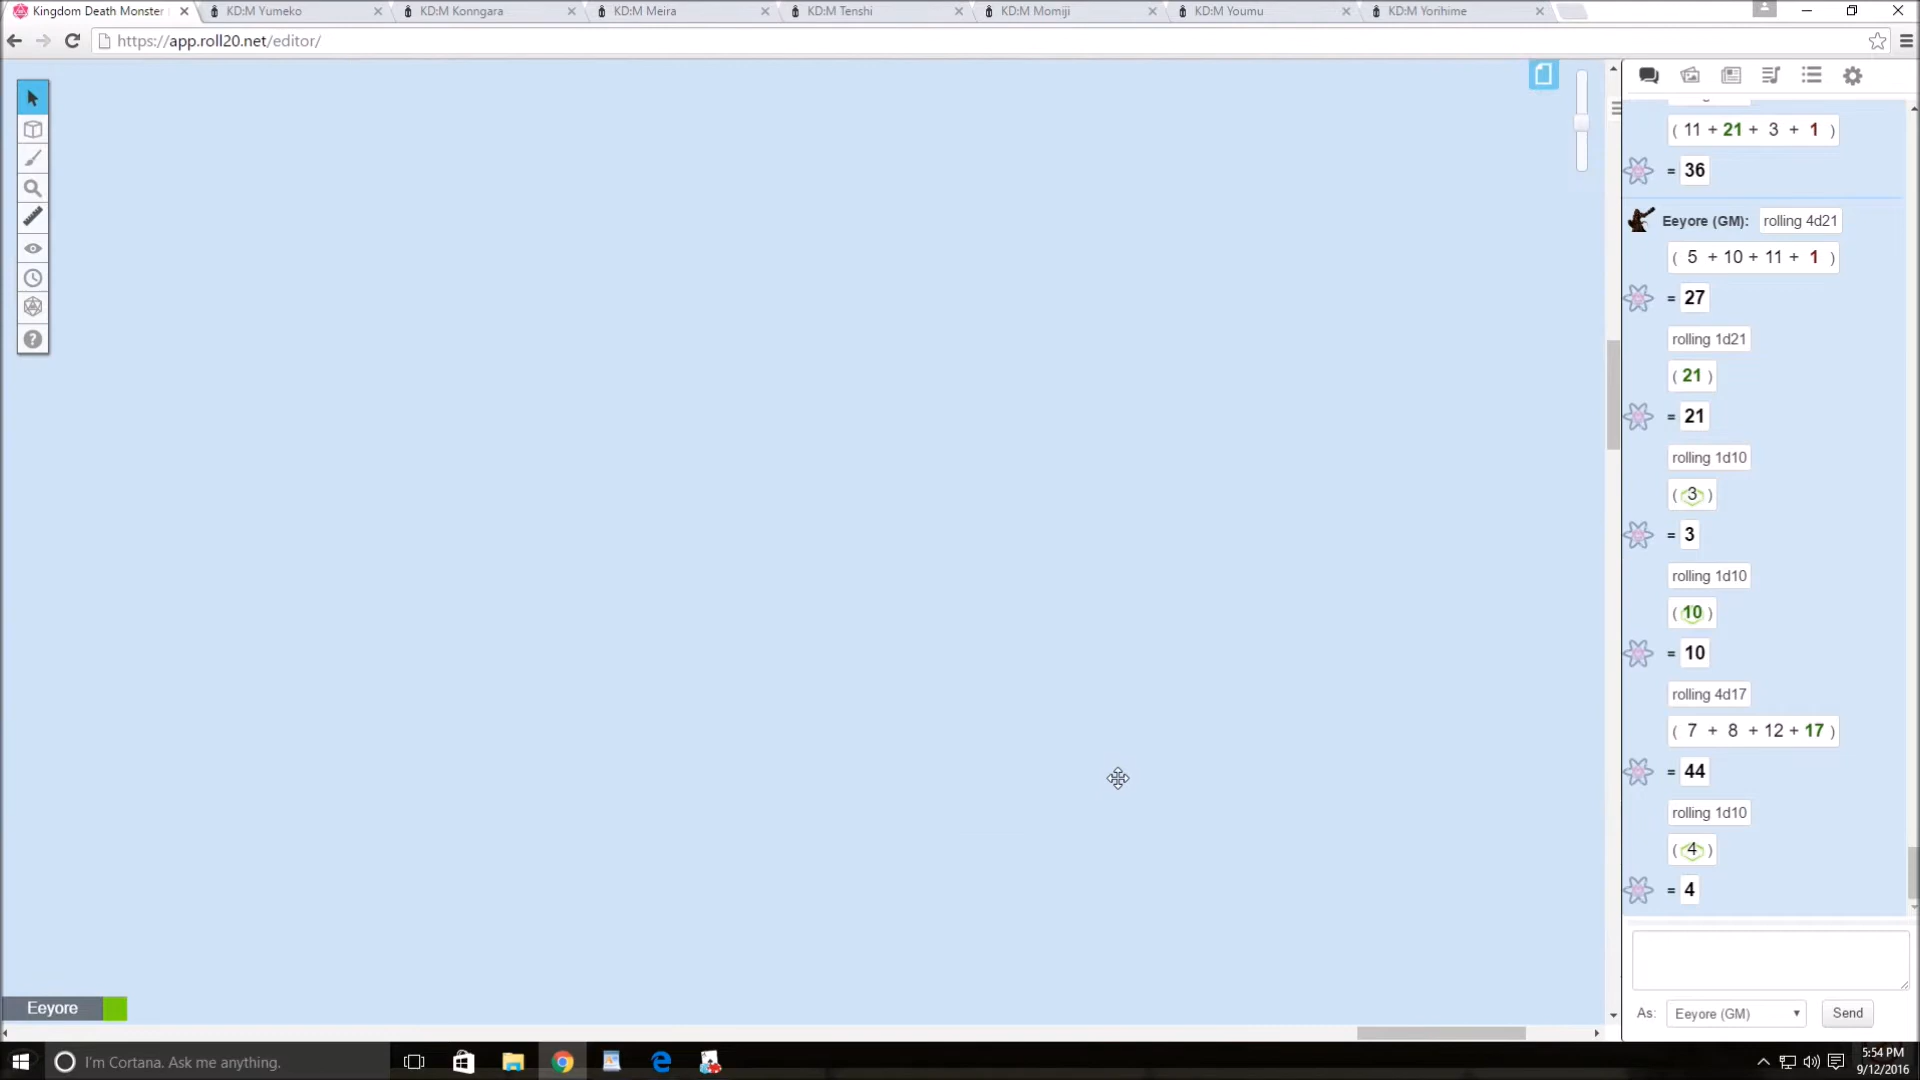 Kingdom Death Monster
KD:M Yumeko
KD:M Konngara
KD:M Meira
KD:M Tenshi
KD:M Momiji
KD:M Youmu
KD:M Yorihime
https://app.roll20.net/editor/
( 11 + 21 + 3 + 1 )
= 36
Eeyore (GM): rolling 4d21
( 5 + 10 + 11 + 1 )
= 27
rolling 1d21
( 21 )
= 21
rolling 1d10
( 3 )
= 3
rolling 1d10
( 10 )
= 10
rolling 4d17
( 7 + 8 + 12 + 17 )
= 44
rolling 1d10
( 4 )
= 4
Eeyore
As: Eeyore (GM) Send
I'm Cortana. Ask me anything.
5:54 PM
9/12/2016